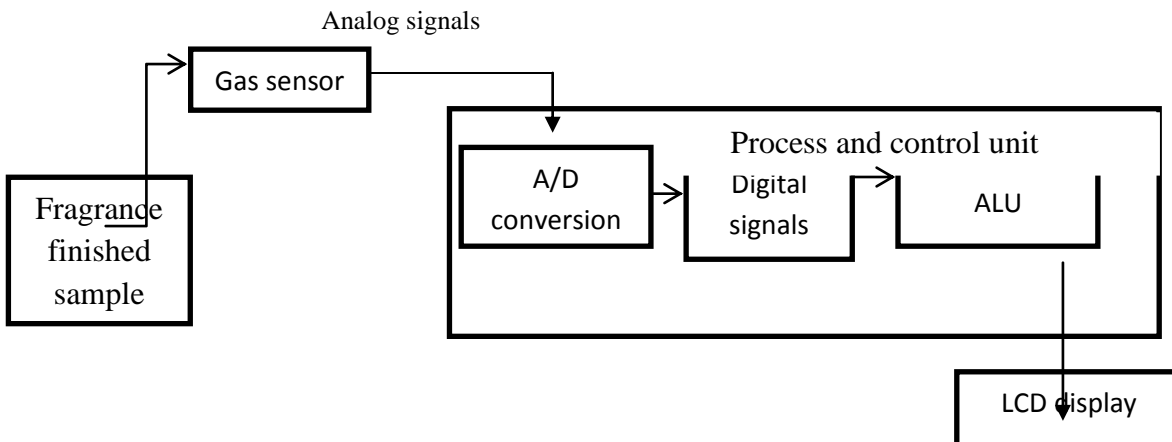 Analog signals
Gas sensor
Process and control unit
A/D
conversion
Digital
signals
ALU
Fragrance
finished
sample
LCD display